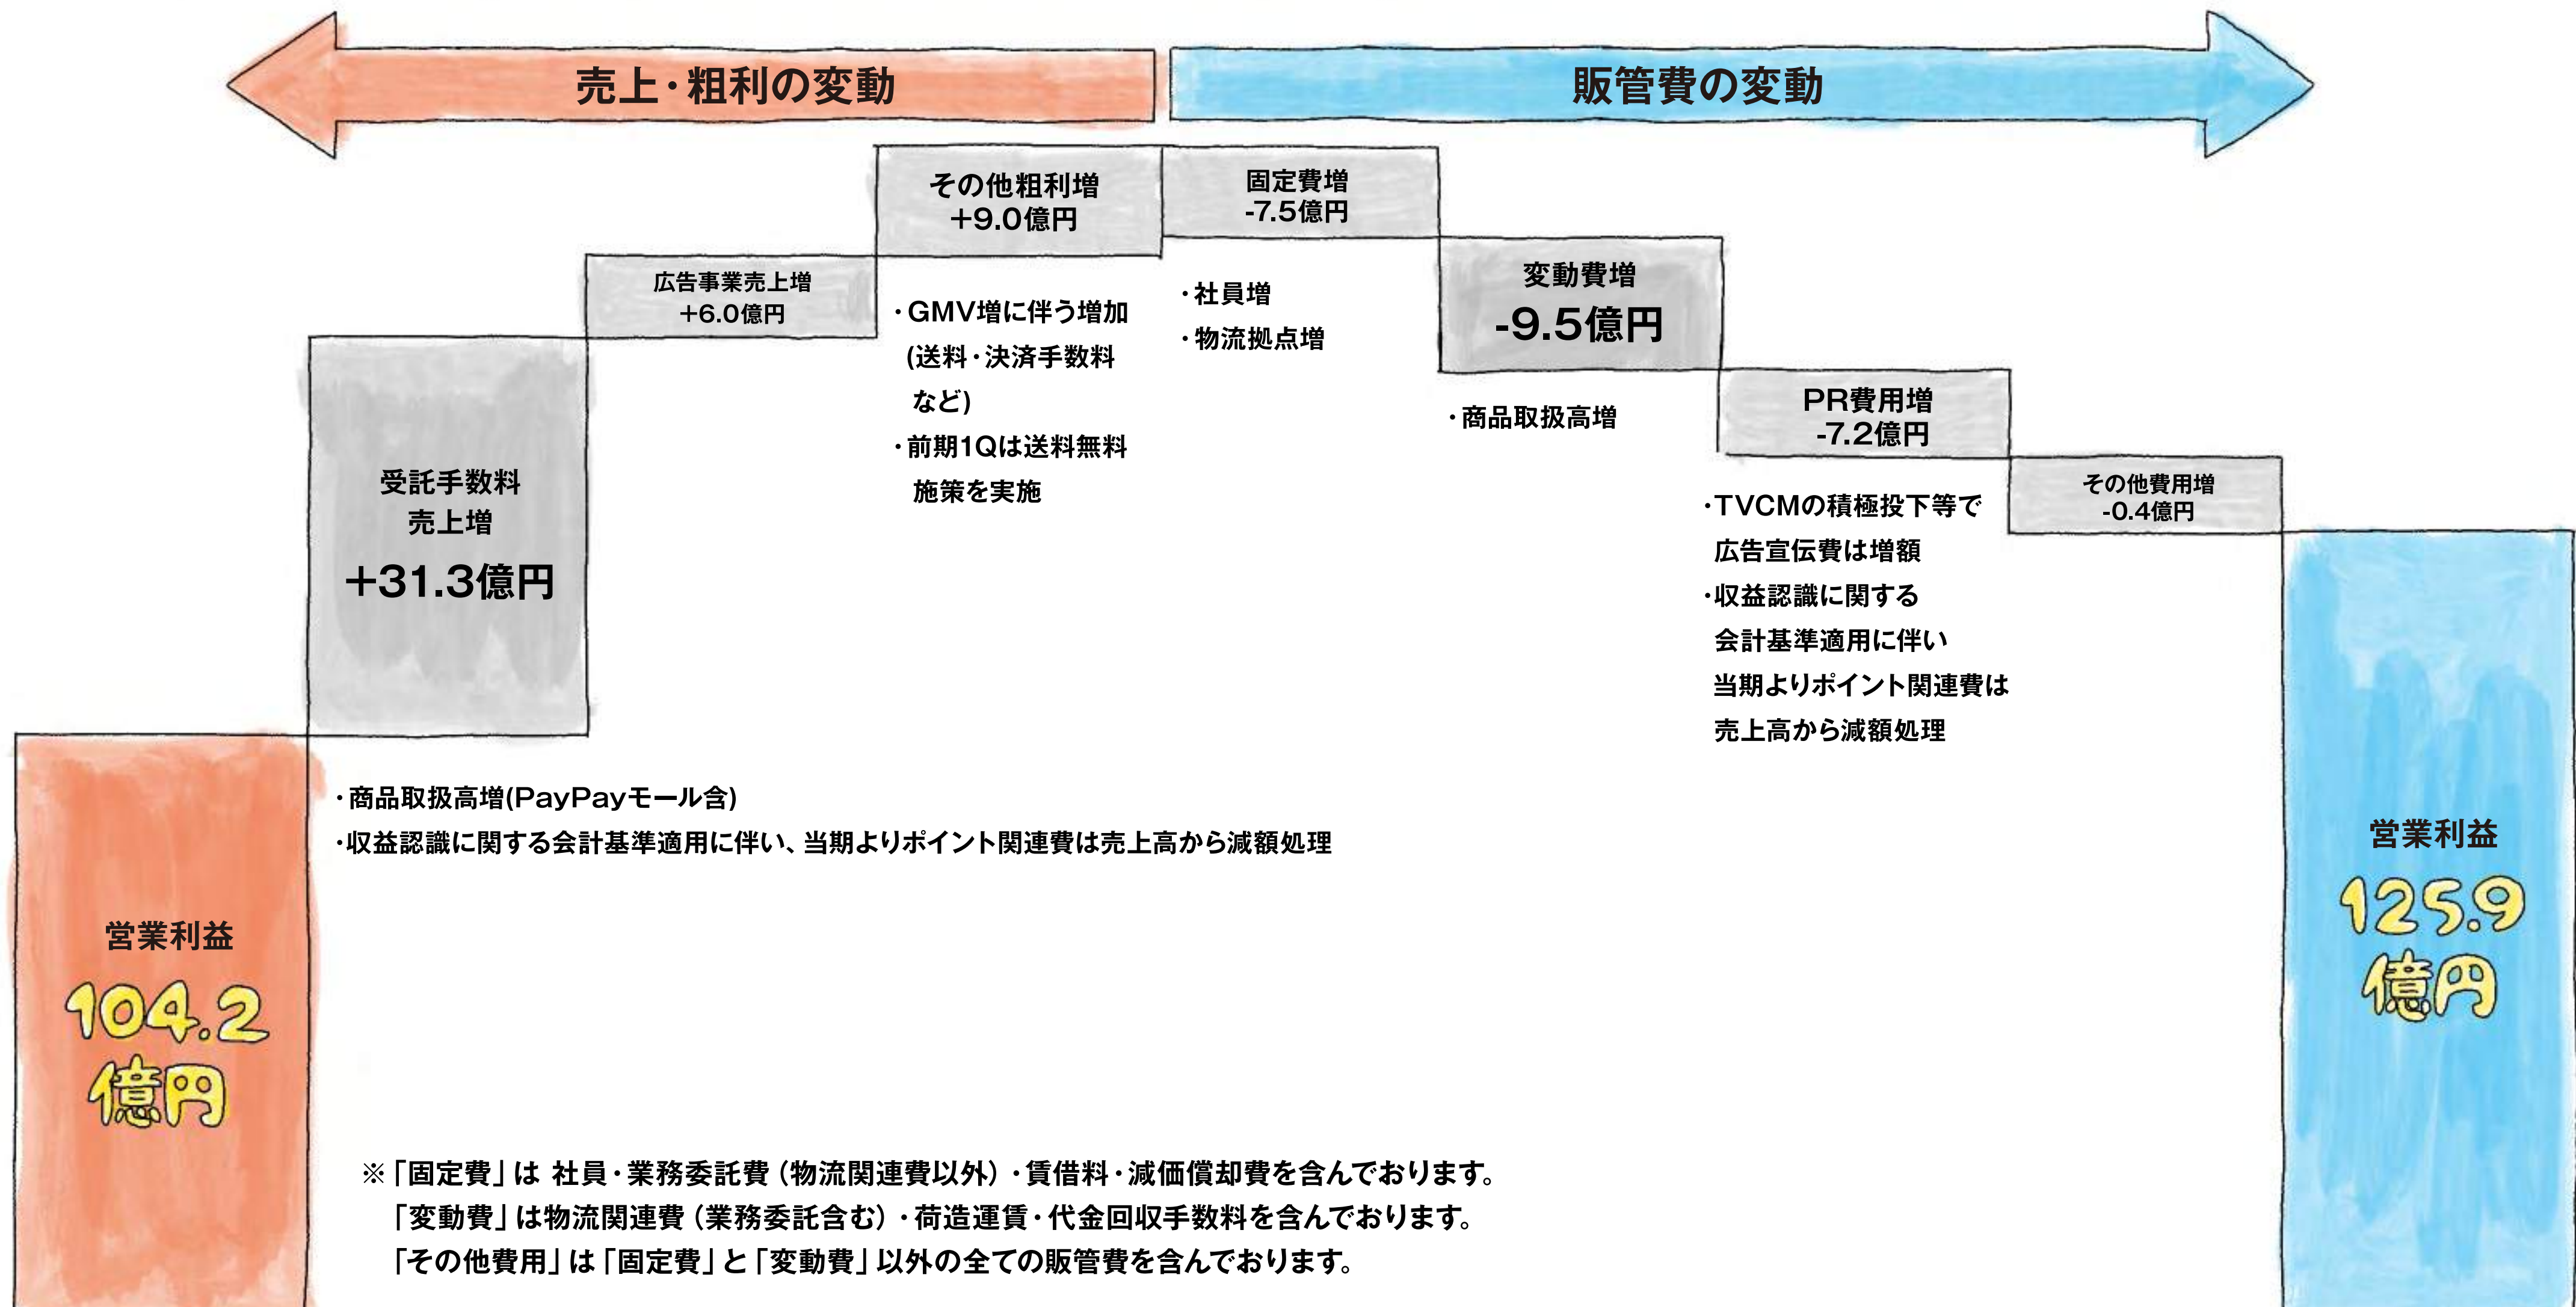 売上・粗利の変動
販管費の変動
その他粗利増
+9.0億円
固定費増
-7.5億円
広告事業売上増
+6.0億円
変動費増
-9.5億円
・GMV増に伴う増加
(送料・決済手数料
など)
・前期1Qは送料無料
施策を実施
・社員増
・物流拠点増
・商品取扱高増
PR費用増
-7.2億円
・TVCMの積極投下等で
広告宣伝費は増額
・収益認識に関する
会計基準適用に伴い
当期よりポイント関連費は
売上高から減額処理
その他費用増
-0.4億円
受託手数料
売上増
+31.3億円
・商品取扱高増(PayPayモール含)
・収益認識に関する会計基準適用に伴い、当期よりポイント関連費は売上高から減額処理
営業利益
104.2
億円
営業利益
125.9
億円
※「固定費」は 社員・業務委託費（物流関連費以外）・賃借料・減価償却費を含んでおります。
「変動費」は物流関連費（業務委託含む）・荷造運賃・代金回収手数料を含んでおります。
「その他費用」は「固定費」と「変動費」以外の全ての販管費を含んでおります。